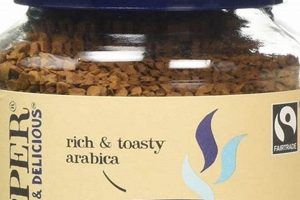 PER®
& DELICIOUS®
rich & toasty
arabica
FAIRTRADE